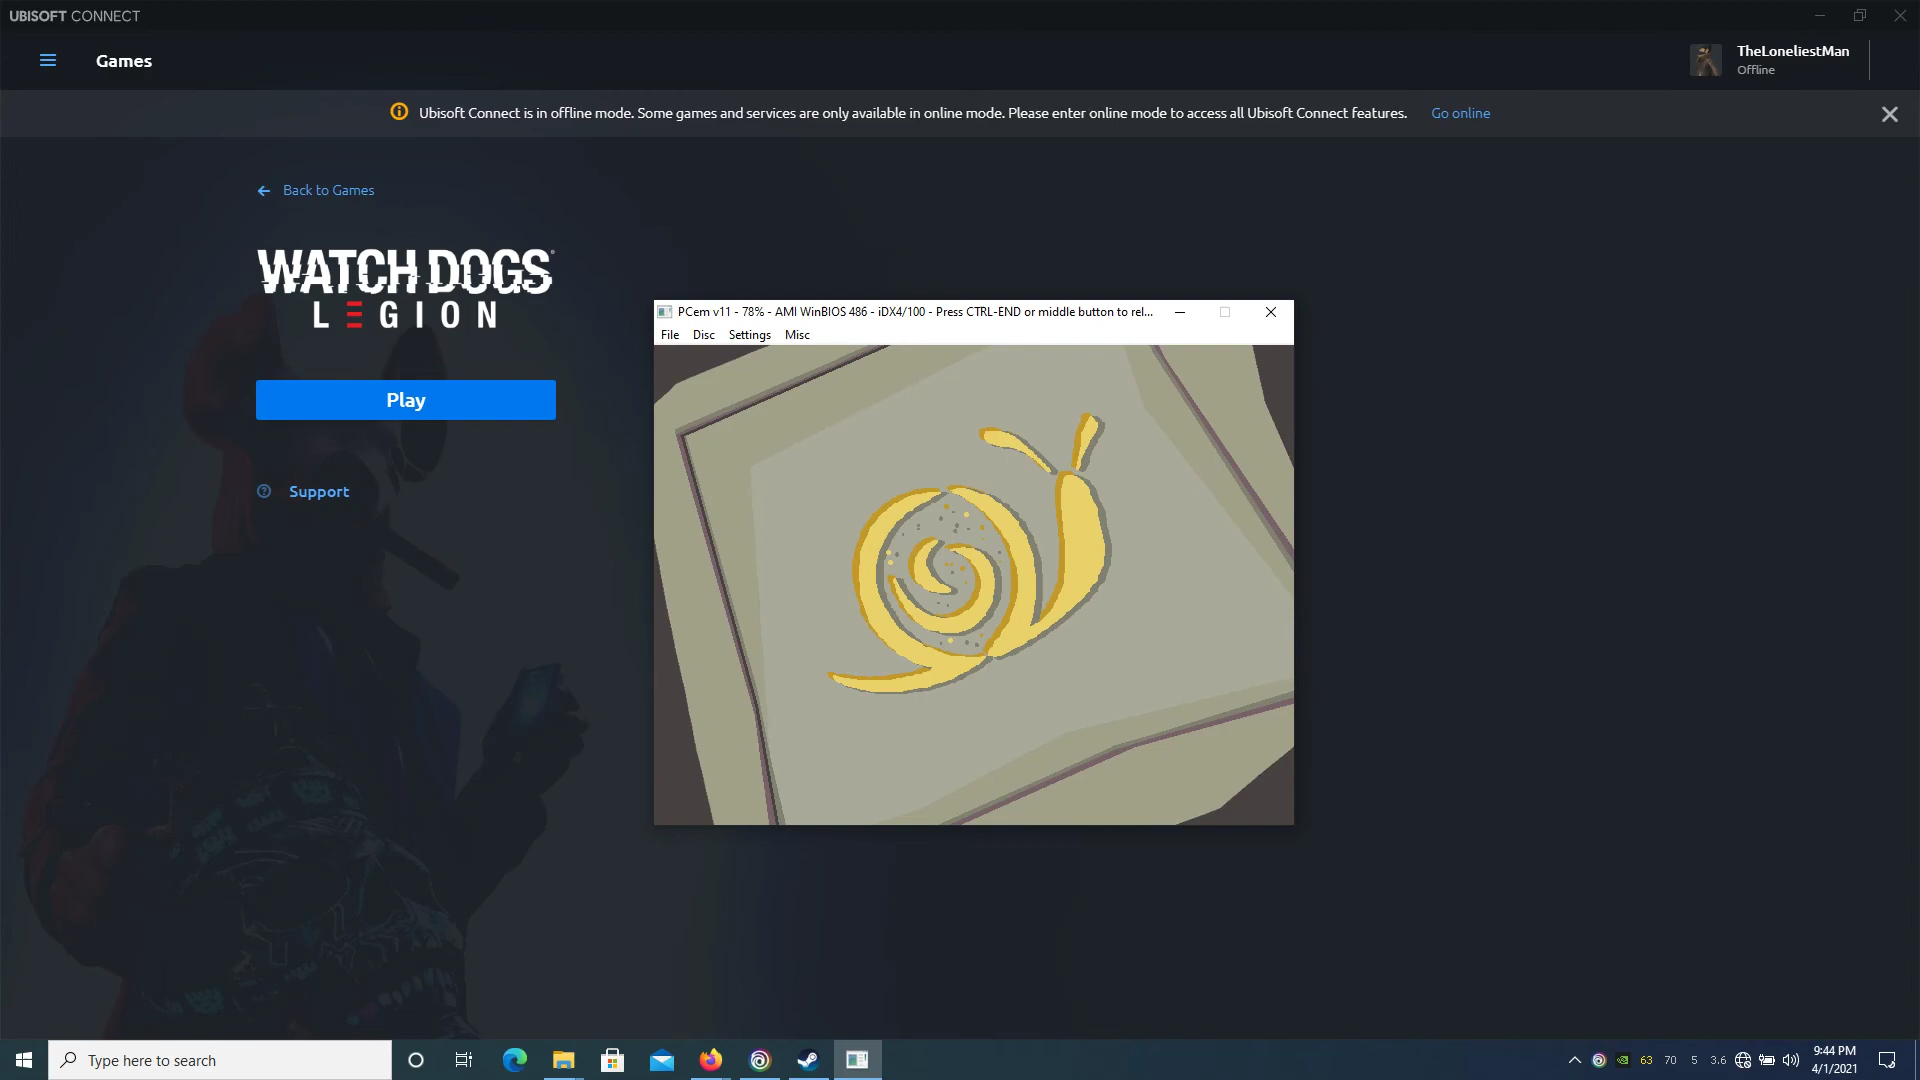 UBISOFT CONNECT
Games
TheLoneliestMan
Offline
Ubisoft Connect is in offline mode. Some games and services are only available in online mode. Please enter online mode to access all Ubisoft Connect features. Go online
Back to Games
WATCH DOGS
LEGION
Play
Support
PCem v11 - 78% - AMI WinBIOS 486 - iDX4/100 - Press CTRL-END or middle button to rel...
File Disc Settings Misc
Type here to search
63 70 5 3.6
9:44 PM
4/1/2021